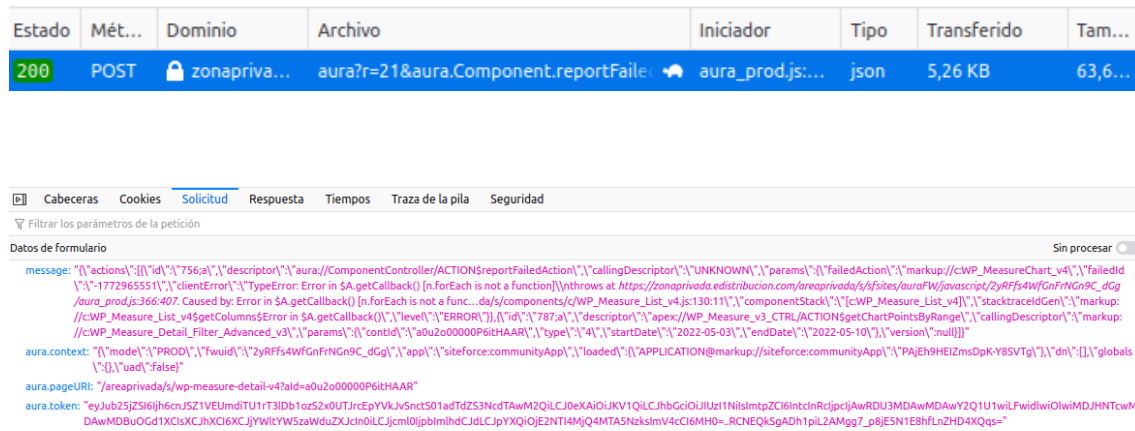 Estado Mét... Dominio Archivo Iniciador Tipo Transferido Tam...
200 POST zonapriva... aura?r=21&aura.Component.reportFailed aura_prod.js:... json 5,26 KB 63,6...
Cabeceras Cookies Solicitud Respuesta Tiempos Traza de la pila Seguridad
Filtrar los parámetros de la petición
Datos de formulario Sin procesar
message: "{\"actions\":[{\"id\":\"756;a\",\"descriptor\":\"aura://ComponentController/ACTION$reportFailedAction\",\"callingDescriptor\":\"UNKNOWN\",\"params\":{\"failedAction\":\"markup://c:WP_MeasureChart_v4\",\"failedId
\":\"-1772965551\",\"clientError\":\"TypeError: Error in $A.getCallback() [n.forEach is not a function]\\nthrows at https://zonaprivada.edistribucion.com/areaprivada/s/sfsites/auraFW/javascript/2yRFfs4WfGnFrNGn9C_dGg
/aura_prod.js:366:407. Caused by: Error in $A.getCallback() [n.forEach is not a func...da/s/components/c/WP_Measure_List_v4.js:130:11\",\"componentStack\":\"[c:WP_Measure_List_v4]\",\"stacktraceIdGen\":\"markup:
//c:WP_Measure_List_v4$getColumns$Error in $A.getCallback()\",\"level\":\"ERROR\"}},{\"id\":\"787;a\",\"descriptor\":\"apex://WP_Measure_v3_CTRL/ACTION$getChartPointsByRange\",\"callingDescriptor\":\"markup:
//c:WP_Measure_Detail_Filter_Advanced_v3\",\"params\":{\"contId\":\"a0u2o00000P6itHAAR\",\"type\":\"4\",\"startDate\":\"2022-05-03\",\"endDate\":\"2022-05-10\"},\"version\":null}]}"
aura.context: "{\"mode\":\"PROD\",\"fwuid\":\"2yRFfs4WfGnFrNGn9C_dGg\",\"app\":\"siteforce:communityApp\",\"loaded\":{\"APPLICATION@markup://siteforce:communityApp\":\"PAjEh9HEIZmsDpK-Y8SVTg\"},\"dn\":[],\"globals
\":{},\"uad\":false}"
aura.pageURI: "/areaprivada/s/wp-measure-detail-v4?aId=a0u2o00000P6itHAAR"
aura.token: